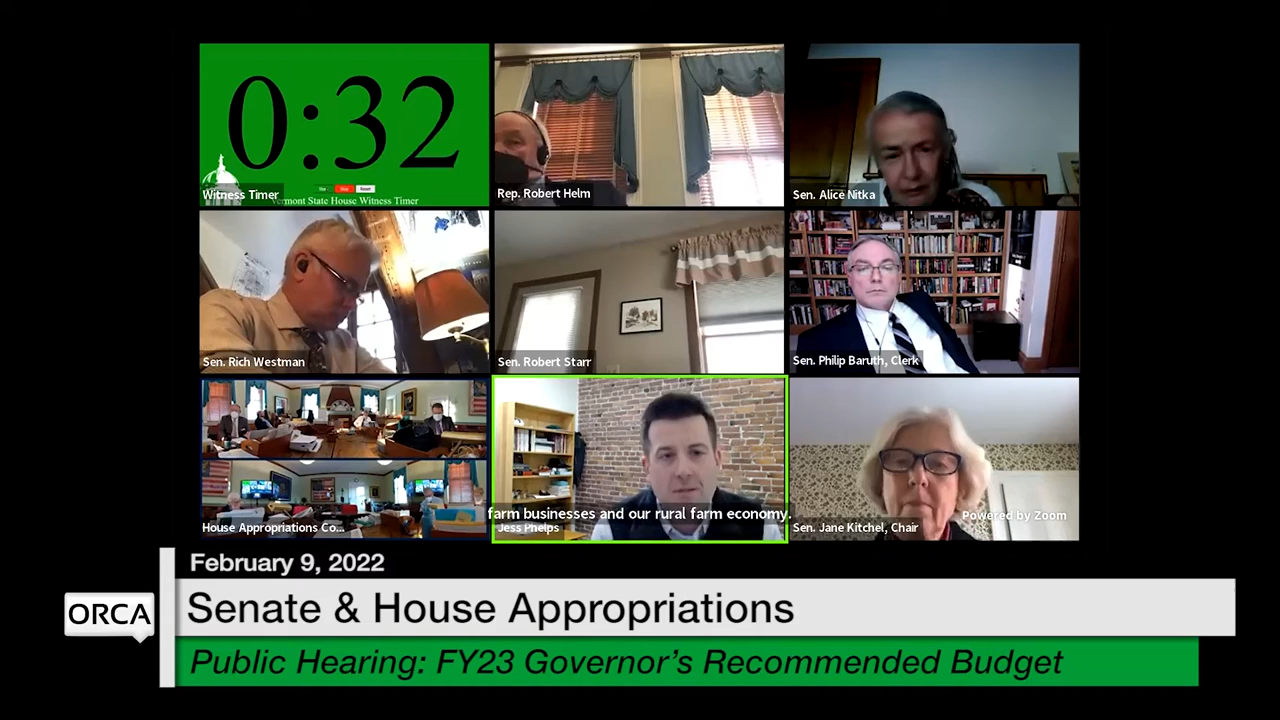 0:32
Witness Timer
Stop
Reset
Vermont State House Witness Timer
Rep. Robert Helm
Sen. Alice Nitka
Sen. Rich Westman
Sen. Robert Starr
Sen. Philip Baruth, Clerk
House Appropriations Co...
farm businesses and our rural farm economy.
Jess Phelps
Sen. Jane Kitchel, Chair
Powered by Zoom
February 9, 2022
ORCA
Senate & House Appropriations
Public Hearing: FY23 Governor's Recommended Budget